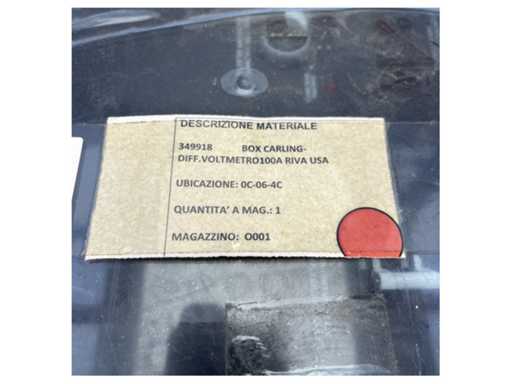 DESCRIZIONE MATERIALE
349918 BOX CARLING-
DIFF.VOLTMETRO100A RIVA USA
UBICAZIONE: 0C-06-4C
QUANTITA' A MAG.: 1
MAGAZZINO: O001